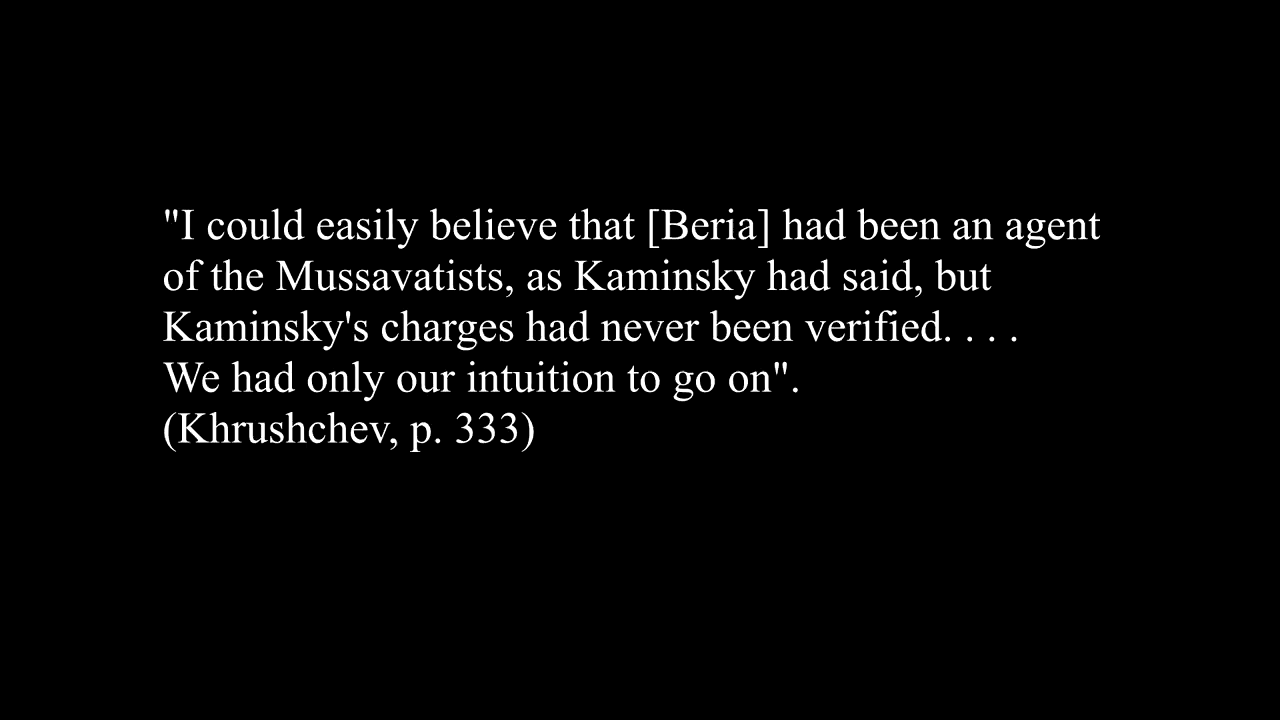 "I could easily believe that [Beria] had been an agent
of the Mussavatists, as Kaminsky had said, but
Kaminsky's charges had never been verified. . . .
We had only our intuition to go on".
(Khrushchev, p. 333)